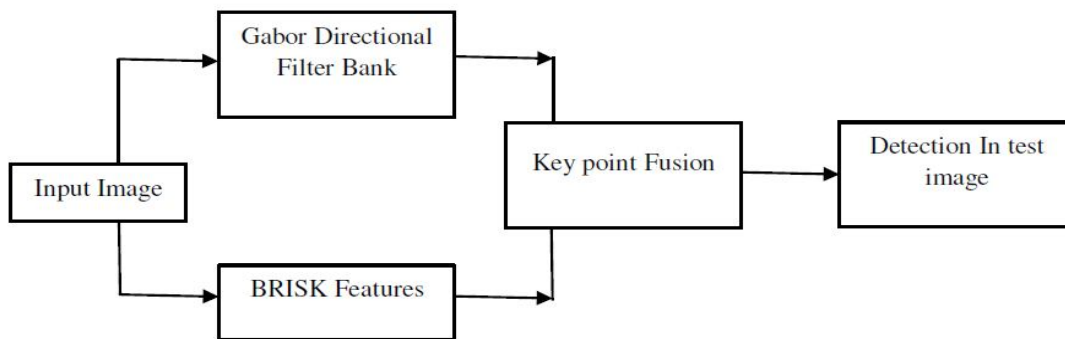 Gabor Directional
Filter Bank
Input Image
Key point Fusion
Detection In test
image
BRISK Features